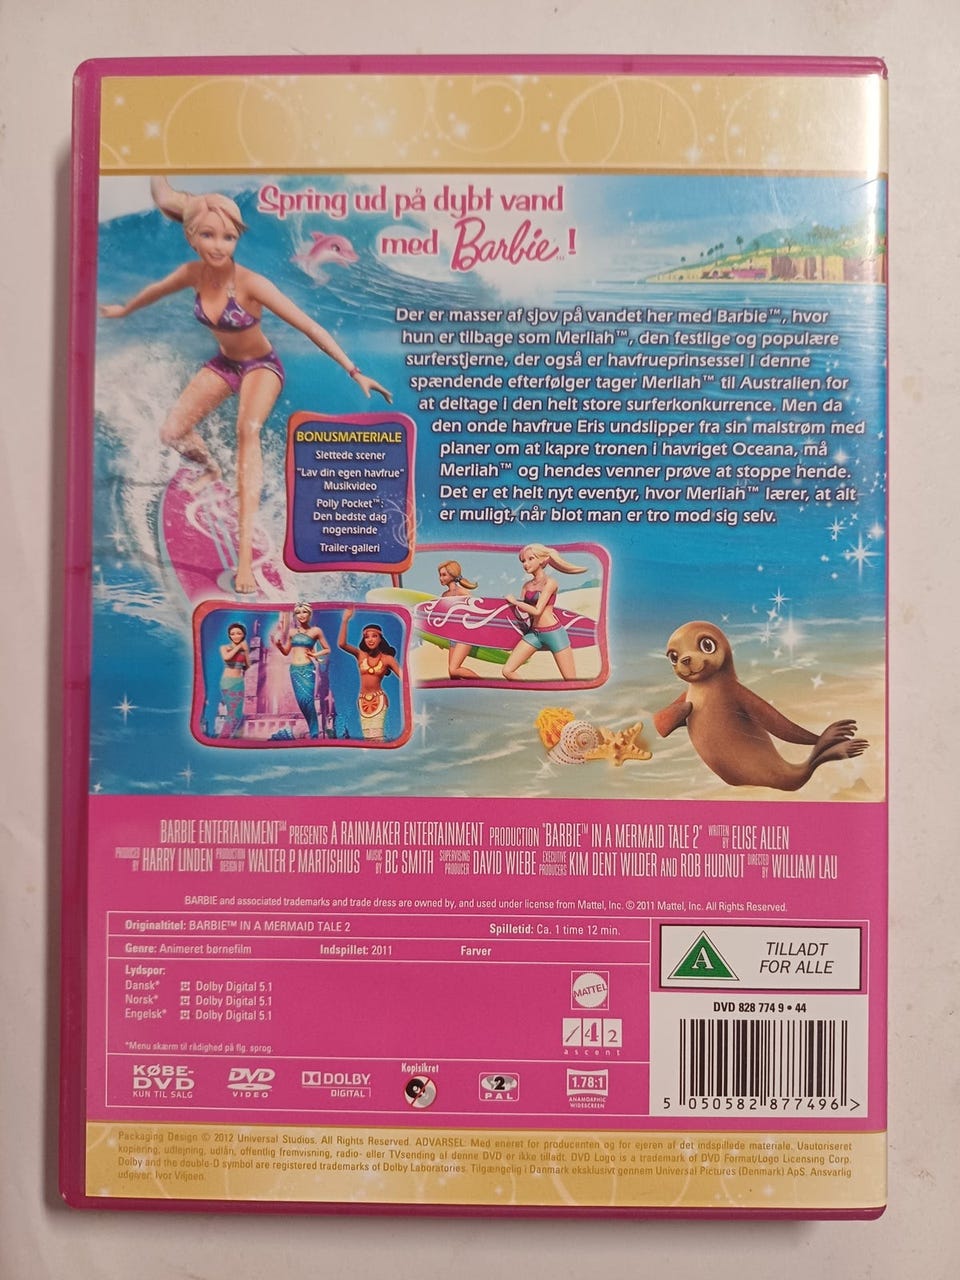 Spring ud på dybt vand
med Barbie™!
Der er masser af sjov på vandet her med Barbie™, hvor
hun er tilbage som Merliah™, den festlige og populære
surferstjerne, der også er havfrueprinsesse! I denne
spændende efterfølger tager Merliah™ til Australien for
at deltage i den helt store surferkonkurrence. Men da
den onde havfrue Eris undslipper fra sin malstrøm med
planer om at kapre tronen i havriget Oceana, må
Merliah™ og hendes venner prøve at stoppe hende.
Det er et helt nyt eventyr, hvor Merliah™ lærer, at alt
er muligt, når blot man er tro mod sig selv.
BONUSMATERIALE
Slettede scener
"Lav din egen havfrue"
Musikvideo
Polly Pocket™:
Den bedste dag
nogensinde
Trailer-galleri
BARBIE ENTERTAINMENT℠ PRESENTS A RAINMAKER ENTERTAINMENT PRODUCTION "BARBIE™ IN A MERMAID TALE 2" WRITTEN BY ELISE ALLEN
PRODUCED BY HARRY LINDEN PRODUCTION DESIGN BY WALTER P. MARTISHIUS MUSIC BY BC SMITH SUPERVISING PRODUCER DAVID WIEBE EXECUTIVE PRODUCERS KIM DENT WILDER AND ROB HUDNUT DIRECTED BY WILLIAM LAU
BARBIE and associated trademarks and trade dress are owned by, and used under license from Mattel, Inc. © 2011 Mattel, Inc. All Rights Reserved.
Originaltitel: BARBIE™ IN A MERMAID TALE 2 Spilletid: Ca. 1 time 12 min.
Genre: Animeret børnefilm Indspillet: 2011 Farver
Lydspor:
Dansk* Dolby Digital 5.1
Norsk* Dolby Digital 5.1
Engelsk* Dolby Digital 5.1
*Menu skærm til rådighed på flg. sprog.
MATTEL
142
ascent
A
TILLADT
FOR ALLE
DVD 828 774 9 • 44
5 050582 877496 >
KØBE-
DVD
KUN TIL SALG
DVD
VIDEO
DOLBY
DIGITAL
Kopisikret
2
PAL
1.78:1
ANAMORPHIC
WIDESCREEN
Packaging Design © 2012 Universal Studios. All Rights Reserved. ADVARSEL: Med eneret for producenten og for ejeren af det indspillede materiale. Uautoriseret
kopiering, udlejning, udlån, offentlig fremvisning, radio- eller TVsending af denne DVD er ikke tilladt. DVD Logo is a trademark of DVD Format/Logo Licensing Corp.
Dolby and the double-D symbol are registered trademarks of Dolby Laboratories. Tilgængelig i Danmark eksklusivt gennem Universal Pictures (Denmark) ApS. Ansvarlig
udgiver: Ivor Viljoen.